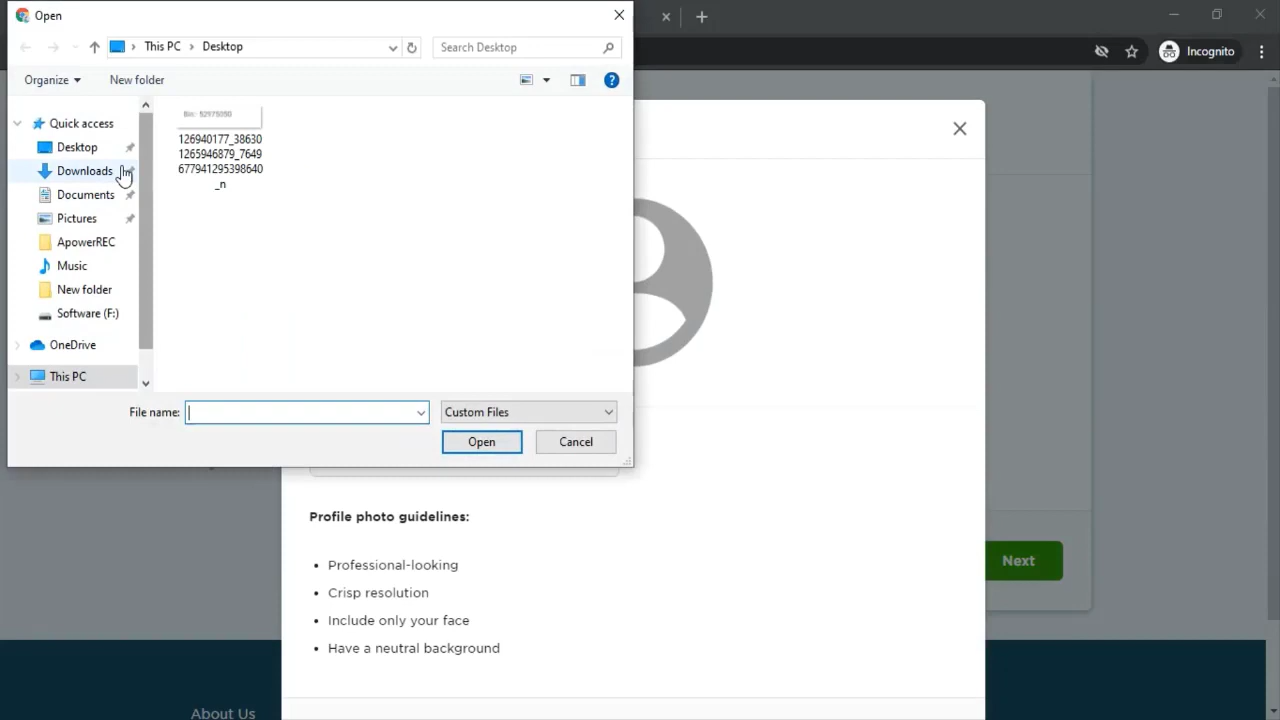 Open
This PC > Desktop
Search Desktop
Incognito
Organize
New folder
Quick access
Desktop
Downloads
Documents
Pictures
ApowerREC
Music
New folder
Software (F:)
OneDrive
This PC
Bin:- 52975050
126940177_38630
1265946879_7649
677941295398640
_n
File name:
Custom Files
Open
Cancel
Profile photo guidelines:
• Professional-looking
• Crisp resolution
• Include only your face
• Have a neutral background
Next
About Us